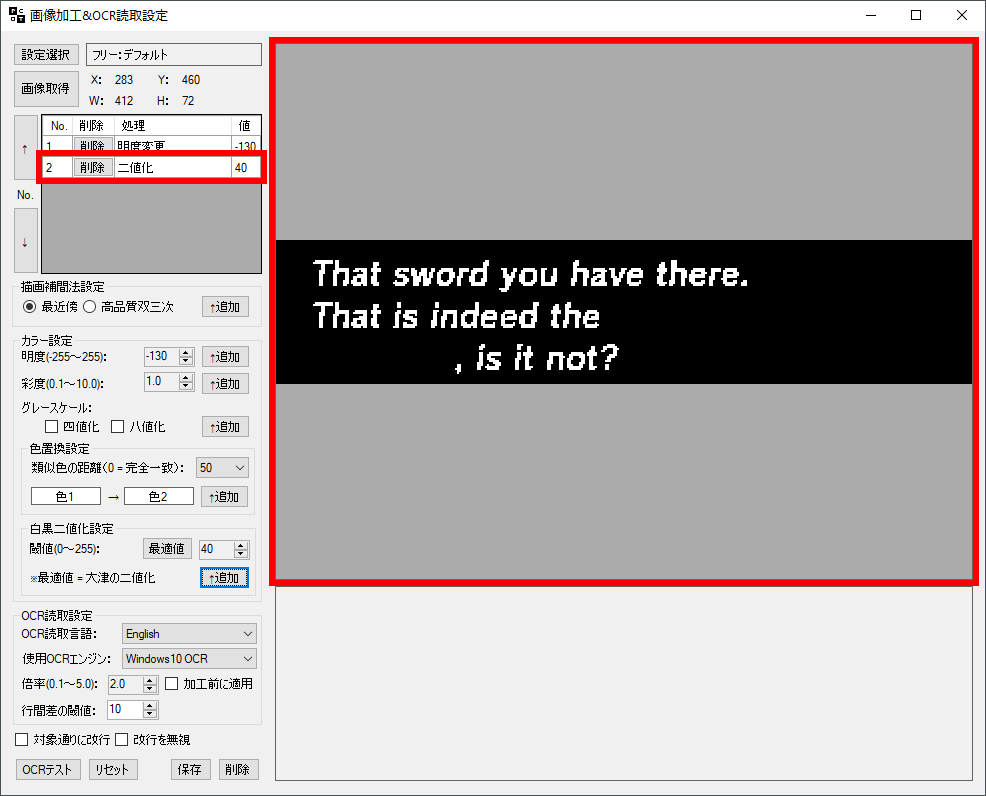 画像加工&OCR読取設定
設定選択 フリー:デフォルト
画像取得 X: 283 Y: 460
W: 412 H: 72
No. 削除 処理 値
1 削除 明度変更 -130
2 削除 二値化 40
↑
No.
↓
That sword you have there.
That is indeed the
, is it not?
描画補間法設定
最近傍 高品質双三次 ↑追加
カラー設定
明度(-255~255): -130 ↑追加
彩度(0.1~10.0): 1.0 ↑追加
グレースケール:
四値化 八値化 ↑追加
色置換設定
類似色の距離(0 = 完全一致): 50
色1 → 色2 ↑追加
白黒二値化設定
閾値(0~255): 最適値 40
※最適値 = 大津の二値化 ↑追加
OCR読取設定
OCR読取言語: English
使用OCRエンジン: Windows10 OCR
倍率(0.1~5.0): 2.0 加工前に適用
行間差の閾値: 10
対象通りに改行 改行を無視
OCRテスト リセット 保存 削除